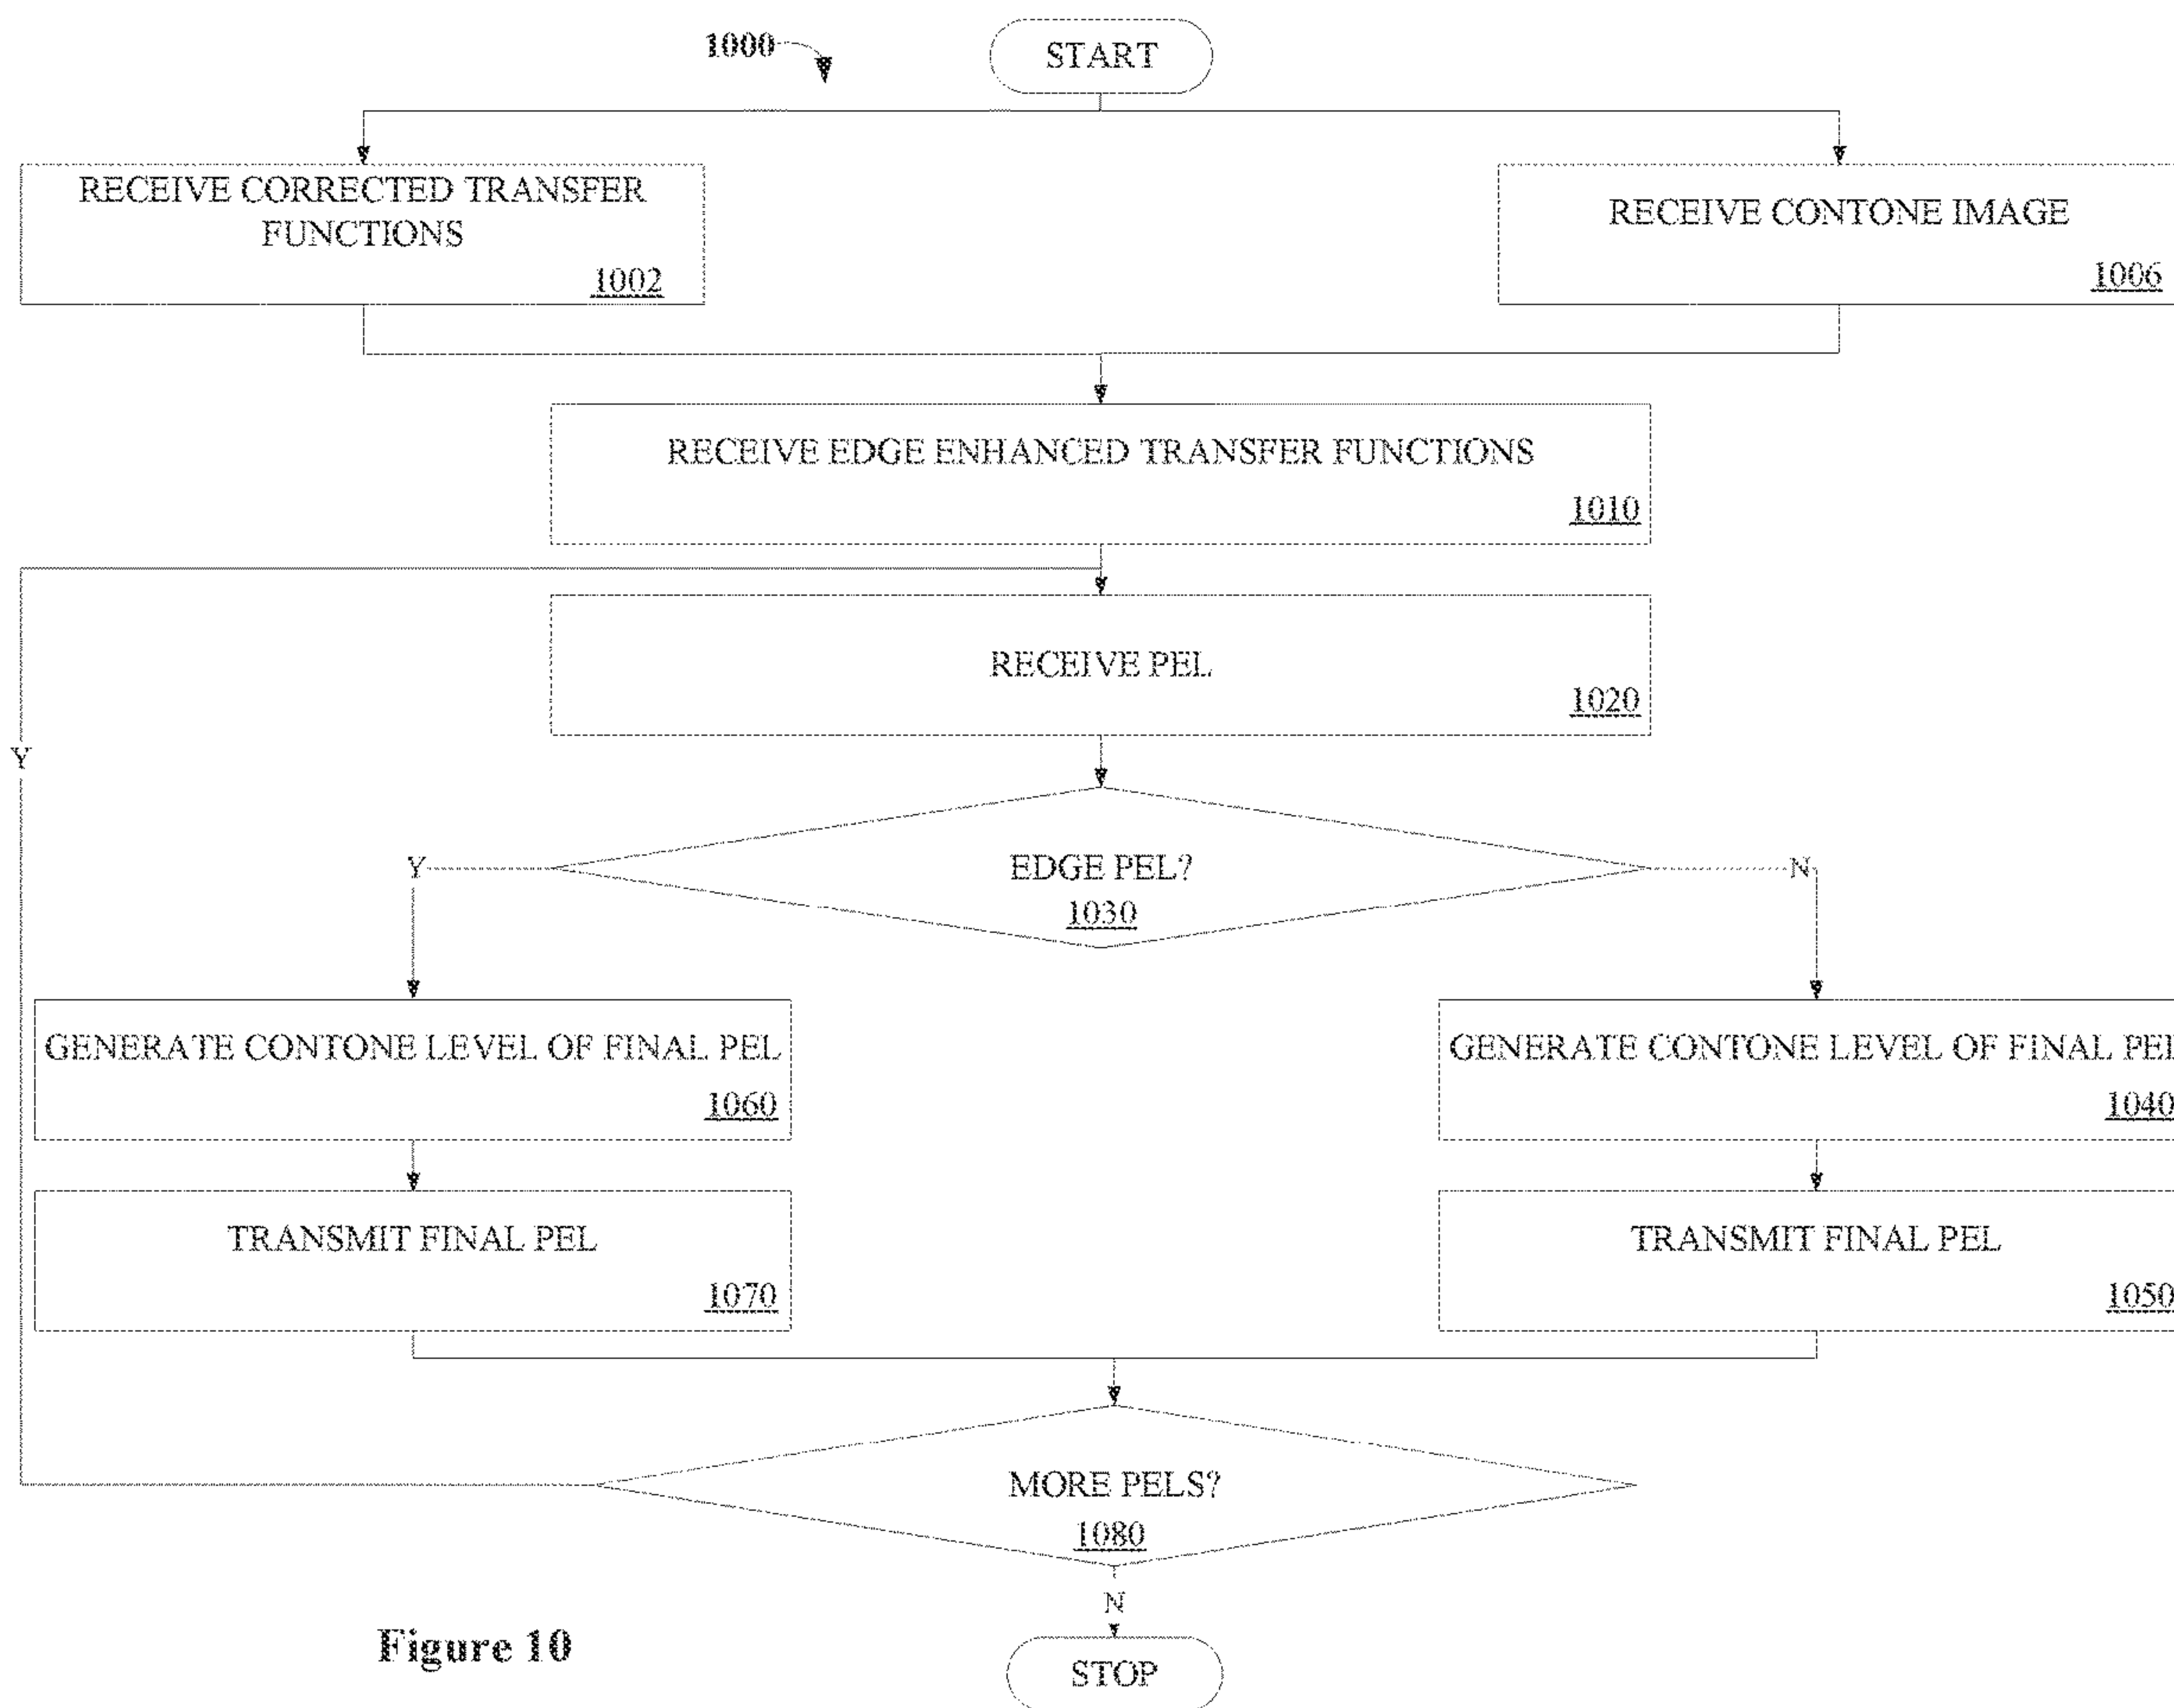 1000
START
RECEIVE CORRECTED TRANSFER
FUNCTIONS
1002
RECEIVE CONTONE IMAGE
1006
RECEIVE EDGE ENHANCED TRANSFER FUNCTIONS
1010
RECEIVE PEL
1020
Y
EDGE PEL?
1030
Y
N
GENERATE CONTONE LEVEL OF FINAL PEL
1060
GENERATE CONTONE LEVEL OF FINAL PEL
1040
TRANSMIT FINAL PEL
1070
TRANSMIT FINAL PEL
1050
MORE PELS?
1080
N
STOP
Figure 10